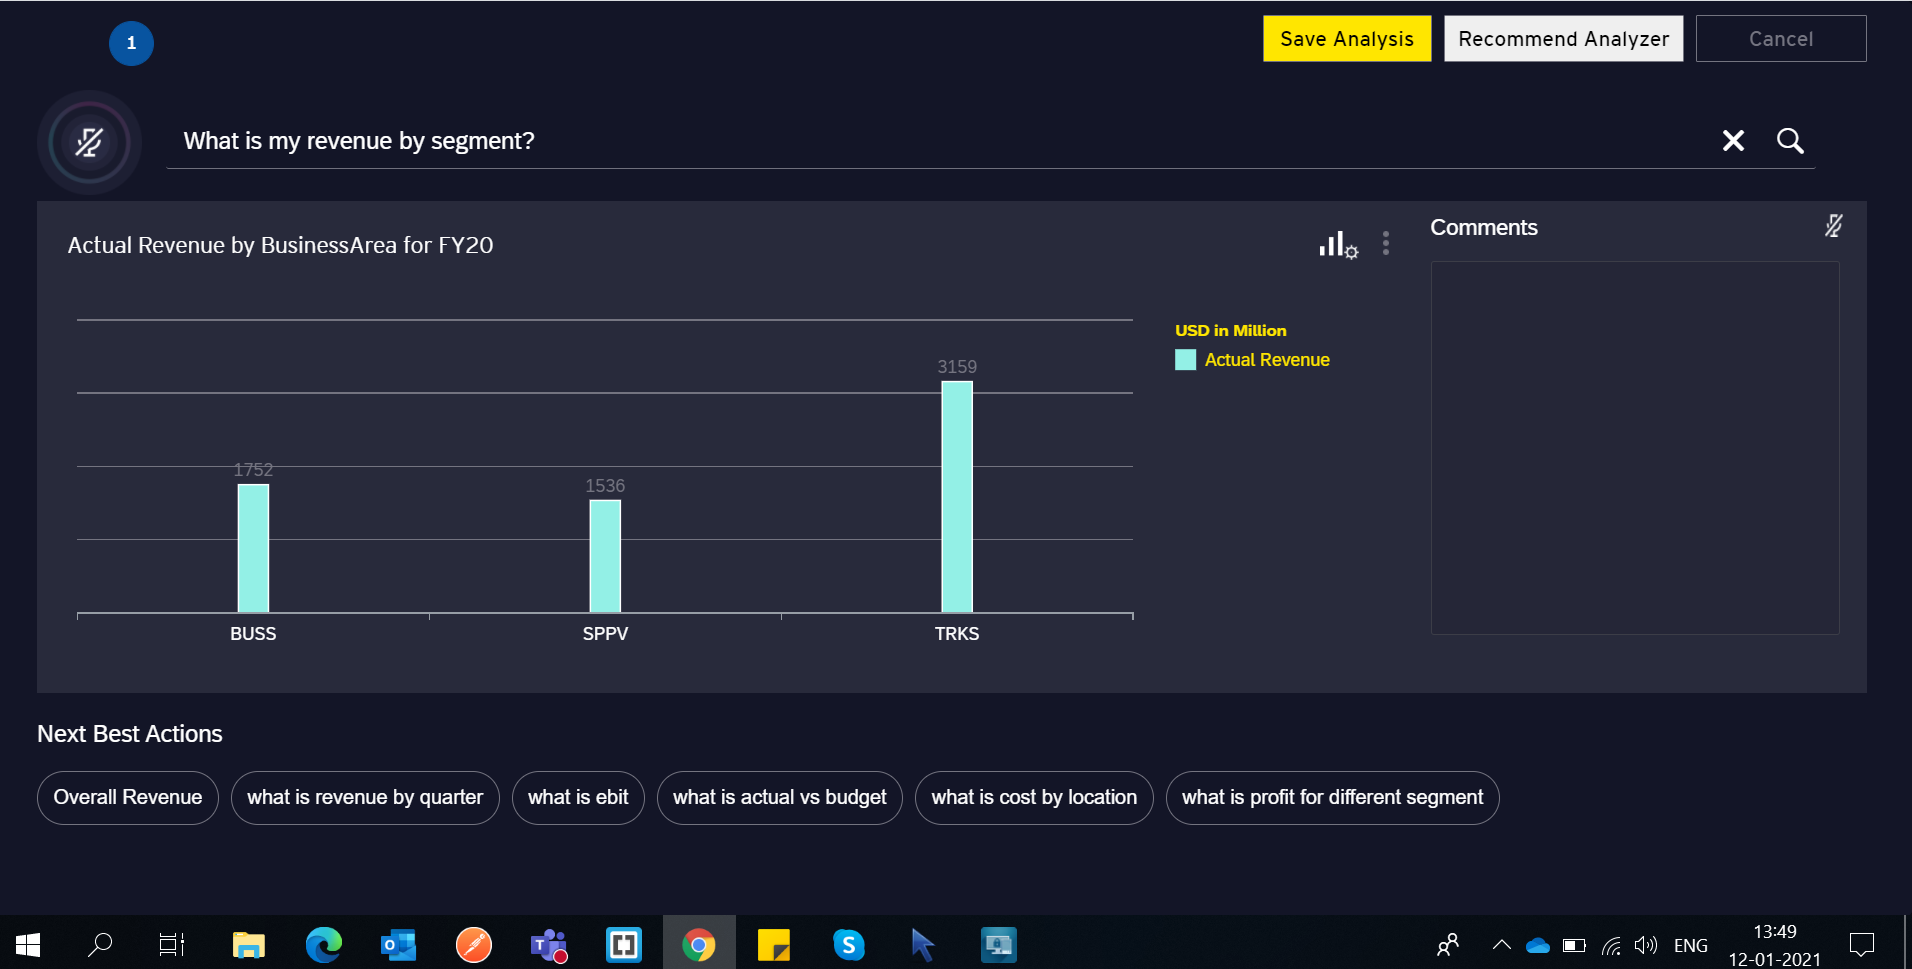 1
Save Analysis
Recommend Analyzer
Cancel
What is my revenue by segment?
Actual Revenue by BusinessArea for FY20
Comments
USD in Million
Actual Revenue
3159
1752
1536
BUSS
SPPV
TRKS
Next Best Actions
Overall Revenue
what is revenue by quarter
what is ebit
what is actual vs budget
what is cost by location
what is profit for different segment
ENG
13:49
12-01-2021